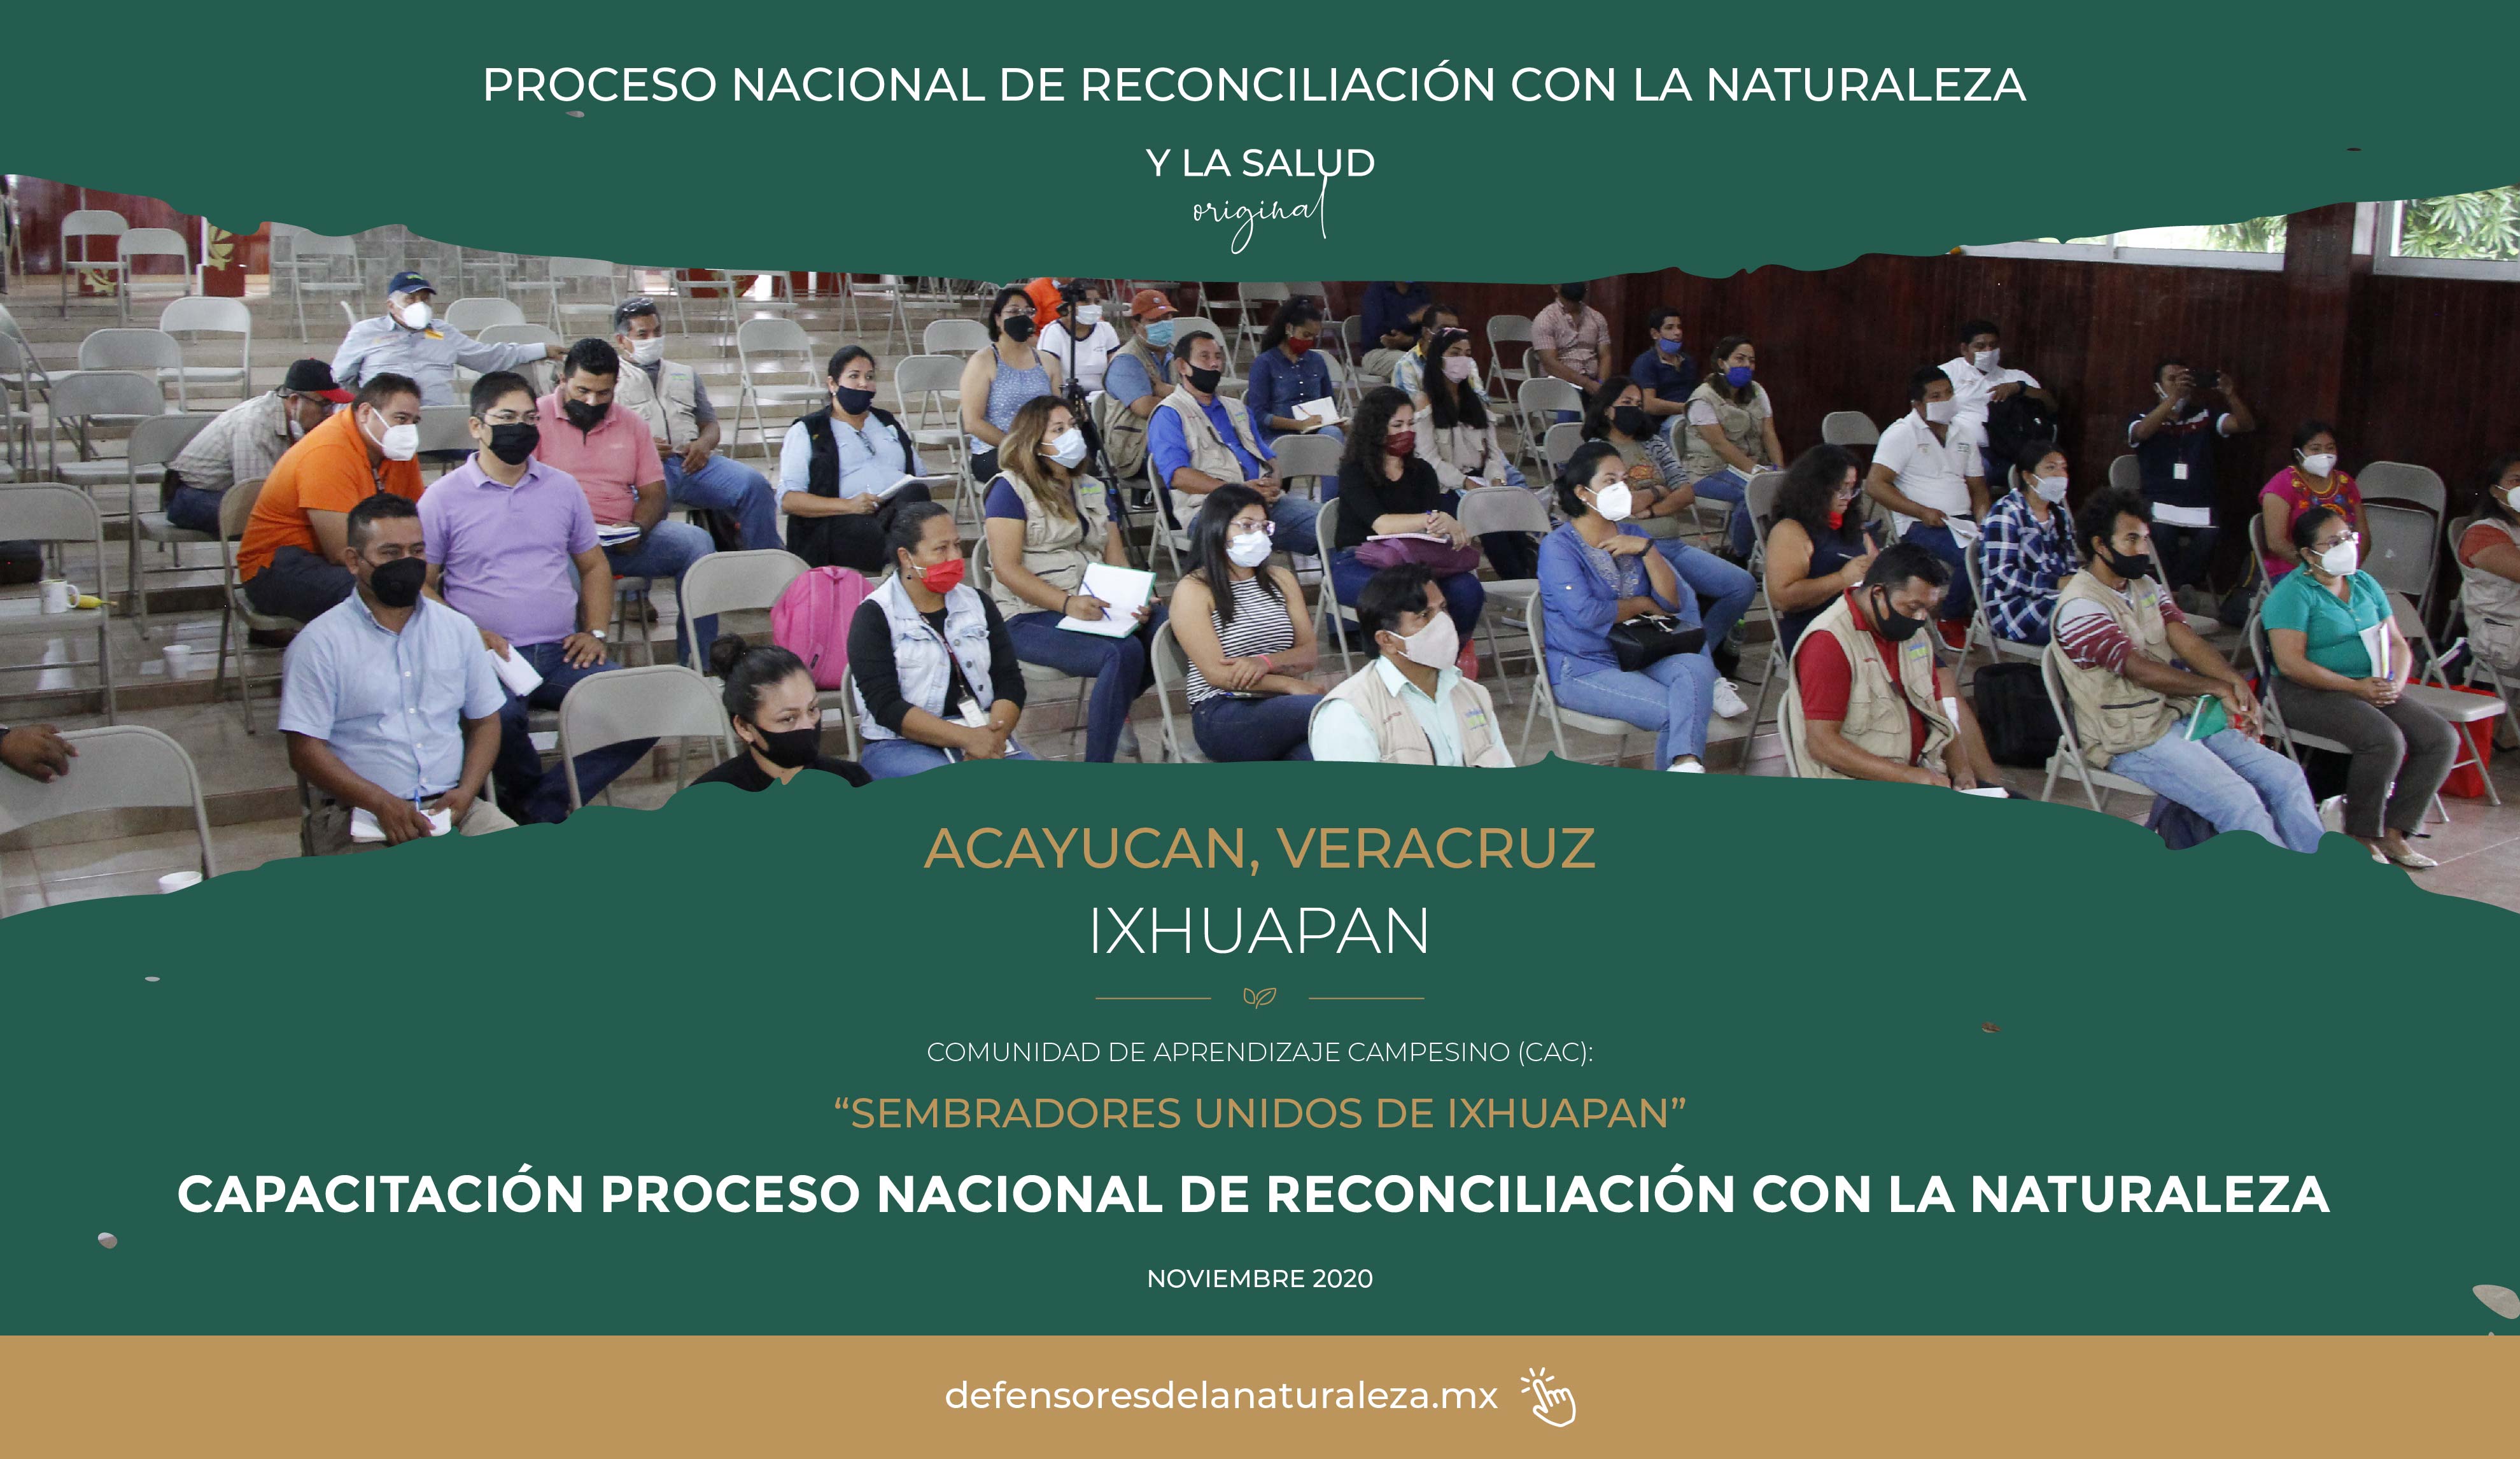 PROCESO NACIONAL DE RECONCILIACIÓN CON LA NATURALEZA
Y LA SALUD
original
ACAYUCAN, VERACRUZ
IXHUAPAN
COMUNIDAD DE APRENDIZAJE CAMPESINO (CAC):
“SEMBRADORES UNIDOS DE IXHUAPAN”
CAPACITACIÓN PROCESO NACIONAL DE RECONCILIACIÓN CON LA NATURALEZA
NOVIEMBRE 2020
defensoresdelanaturaleza.mx